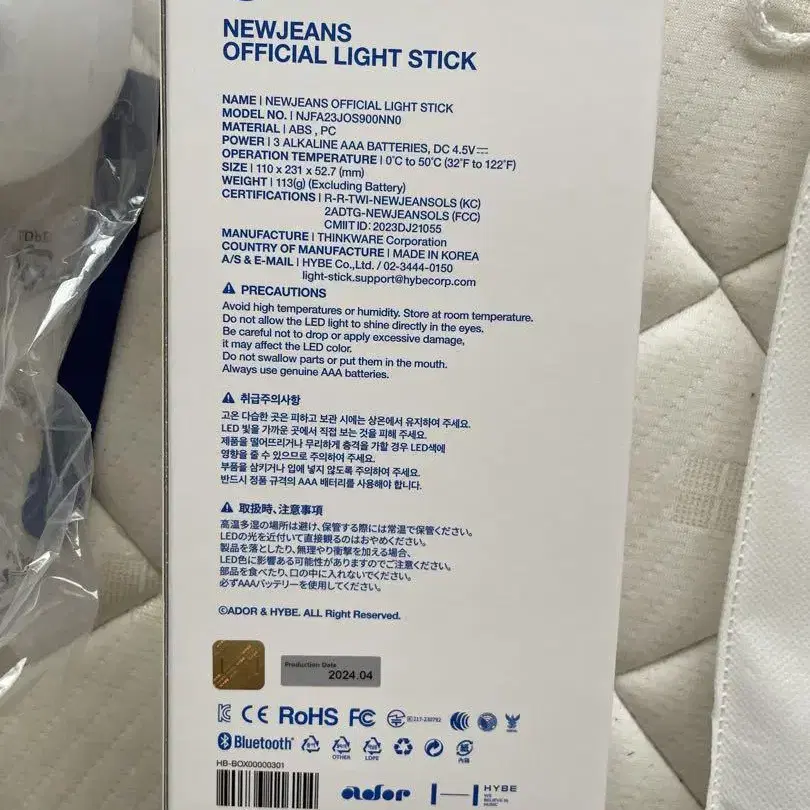 NEWJEANS
OFFICIAL LIGHT STICK
NAME | NEWJEANS OFFICIAL LIGHT STICK
MODEL NO. | NJFA23JOS900NN0
MATERIAL | ABS , PC
POWER | 3 ALKALINE AAA BATTERIES, DC 4.5V⎓
OPERATION TEMPERATURE | 0˚C to 50˚C (32˚F to 122˚F)
SIZE | 110 x 231 x 52.7 (mm)
WEIGHT | 113(g) (Excluding Battery)
CERTIFICATIONS | R-R-TWI-NEWJEANSOLS (KC)
2ADTG-NEWJEANSOLS (FCC)
CMIIT ID: 2023DJ21055
MANUFACTURE | THINKWARE Corporation
COUNTRY OF MANUFACTURE | MADE IN KOREA
A/S & E-MAIL | HYBE Co.,Ltd. / 02-3444-0150
light-stick.support@hybecorp.com
⚠ PRECAUTIONS
Avoid high temperatures or humidity. Store at room temperature.
Do not allow the LED light to shine directly in the eyes.
Be careful not to drop or apply excessive damage,
it may affect the LED color.
Do not swallow parts or put them in the mouth.
Always use genuine AAA batteries.
⚠ 취급주의사항
고온 다습한 곳은 피하고 보관 시에는 상온에서 유지하여 주세요.
LED 빛을 가까운 곳에서 직접 보는 것을 피해 주세요.
제품을 떨어뜨리거나 무리하게 충격을 가할 경우 LED색에
영향을 줄 수 있으므로 주의하여 주세요.
부품을 삼키거나 입에 넣지 않도록 주의하여 주세요.
반드시 정품 규격의 AAA 배터리를 사용해야 합니다.
⚠ 取扱時、注意事項
高温多湿の場所は避け、保管する際には常温で保管ください。
LEDの光を近付いて直接観るのはおやめください。
製品を落としたり、無理やり衝撃を加える場合、
LED色に影響ある可能性がありますのでご注意ください。
部品を食べたり、口の中に入れないでください。
必ずAAAバッテリーを使用してください。
©ADOR & HYBE. ALL Right Reserved.
Production Date
2024.04
CE RoHS FC
Bluetooth®
OTHER
LDPE
HB-BOX00000301
ador
HYBE
WE
BELIEVE IN
MUSIC